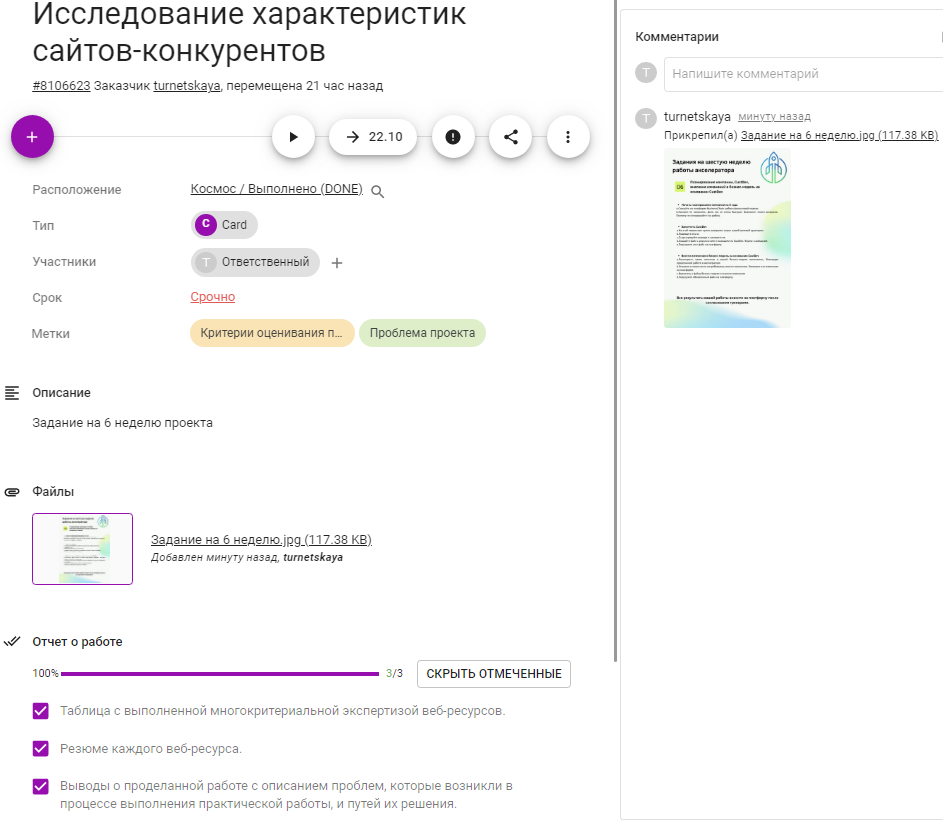 Исследование характеристик
сайтов-конкурентов
#8106623 Заказчик turnetskaya, перемещена 21 час назад
22.10
Расположение
Космос / Выполнено (DONE)
Тип
C Card
Участники
T Ответственный
Срок
Срочно
Метки
Критерии оценивания п...
Проблема проекта
Описание
Задание на 6 неделю проекта
Файлы
Задание на 6 неделю.jpg (117.38 KB)
Добавлен минуту назад, turnetskaya
Отчет о работе
100%
3/3
СКРЫТЬ ОТМЕЧЕННЫЕ
Таблица с выполненной многокритериальной экспертизой веб-ресурсов.
Резюме каждого веб-ресурса.
Выводы о проделанной работе с описанием проблем, которые возникли в
процессе выполнения практической работы, и путей их решения.
Комментарии
T
Напишите комментарий
T
turnetskaya минуту назад
Прикрепил(а) Задание на 6 неделю.jpg (117.38 KB)
Задания на шестую неделю
работы акселератора
06